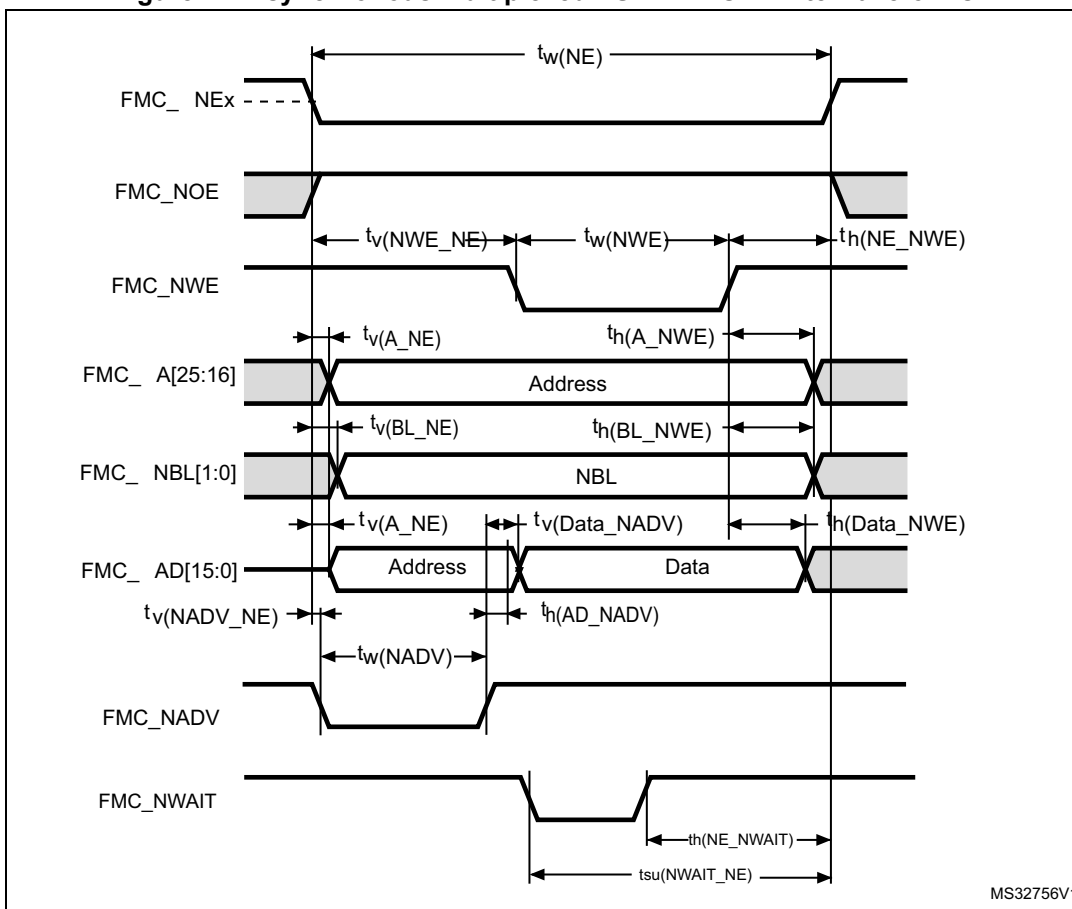 tw(NE)
FMC_ NEx
FMC_NOE
tv(NWE_NE) tw(NWE) th(NE_NWE)
FMC_NWE
tv(A_NE) th(A_NWE)
FMC_ A[25:16] Address
tv(BL_NE) th(BL_NWE)
FMC_ NBL[1:0] NBL
tv(A_NE) tv(Data_NADV) th(Data_NWE)
FMC_ AD[15:0] Address Data
tv(NADV_NE) th(AD_NADV)
tw(NADV)
FMC_NADV
FMC_NWAIT
th(NE_NWAIT)
tsu(NWAIT_NE)